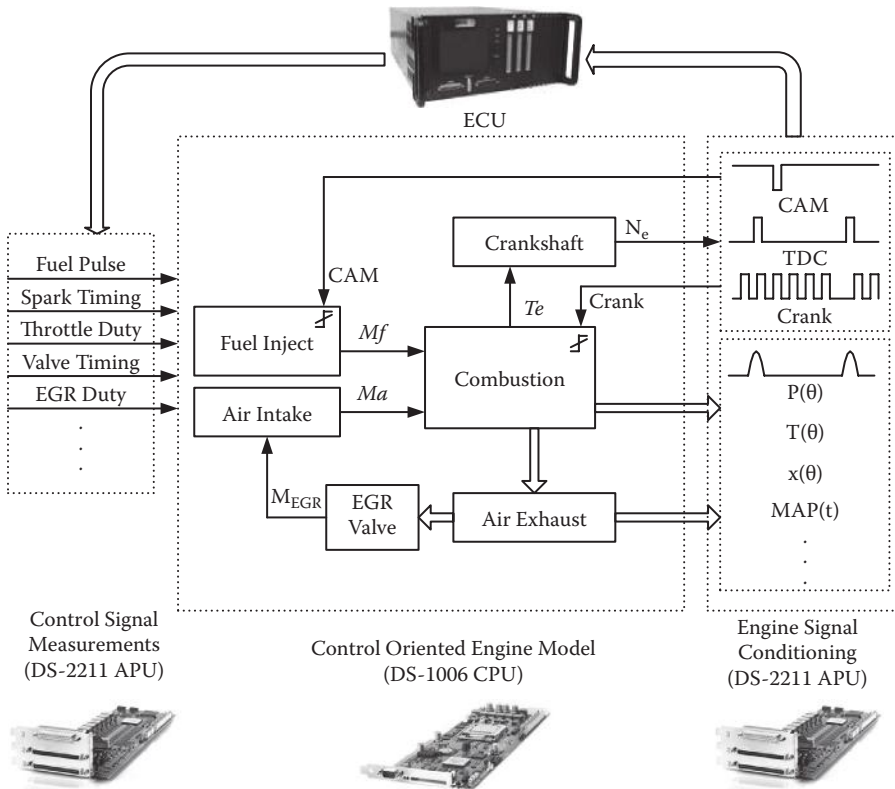 ECU
Fuel Pulse
Spark Timing
Throttle Duty
Valve Timing
EGR Duty
.
.
.
CAM
Fuel Inject
Mf
Air Intake
Ma
M_EGR
EGR
Valve
Crankshaft
N_e
Te
Crank
Combustion
Air Exhaust
CAM
TDC
Crank
P(θ)
T(θ)
x(θ)
MAP(t)
.
.
.
Control Signal
Measurements
(DS-2211 APU)
Control Oriented Engine Model
(DS-1006 CPU)
Engine Signal
Conditioning
(DS-2211 APU)